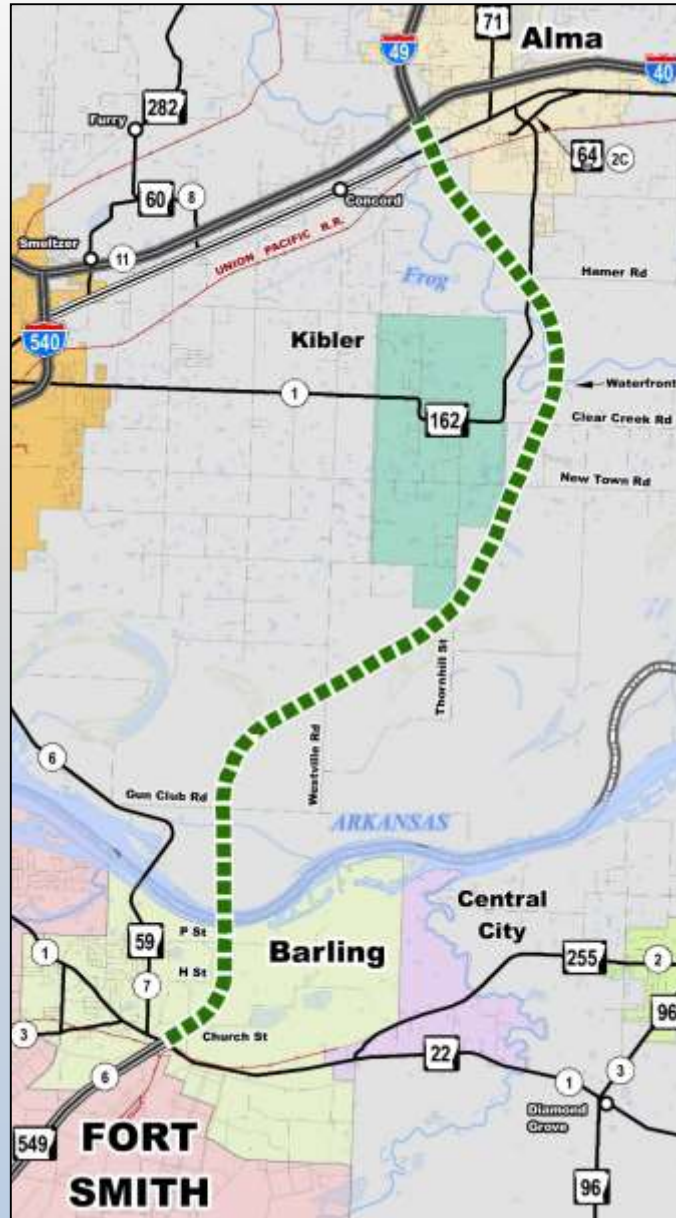 71
49
Alma
40
282
Furry
64
2C
60
8
Concord
Smeltzer
11
UNION PACIFIC R.R.
Frog
Hamer Rd
540
Kibler
Waterfront
1
162
Clear Creek Rd
New Town Rd
Thornhill St
Westville Rd
6
Gun Club Rd
ARKANSAS
Central
City
P St
59
Barling
255
2
1
H St
7
96
3
Church St
22
6
1
3
Diamond
Grove
549
FORT
SMITH
96